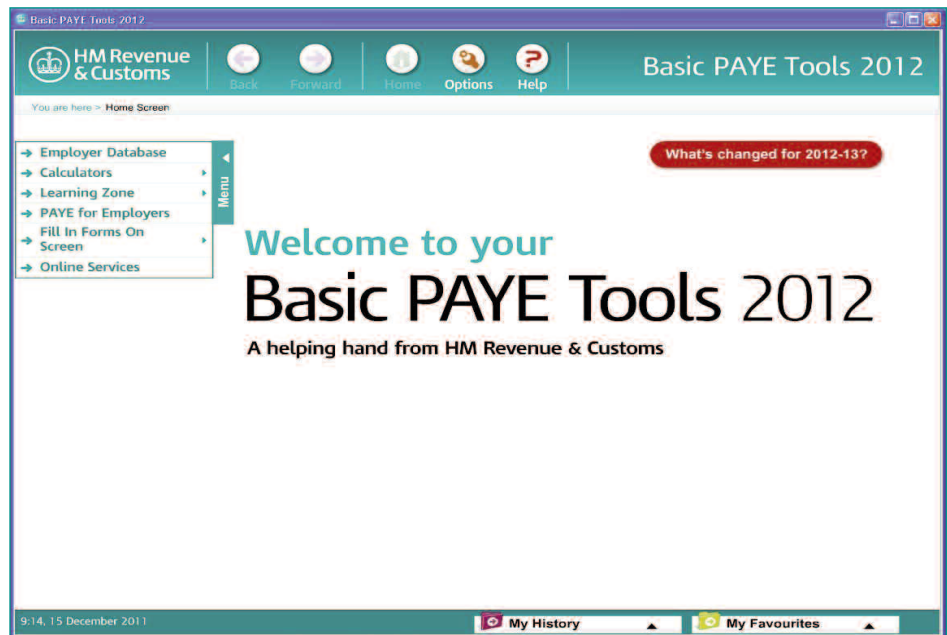 Basic PAYE Tools 2012
HM Revenue
& Customs
Back
Forward
Home
Options
Help
Basic PAYE Tools 2012
You are here > Home Screen
Employer Database
Calculators
Learning Zone
PAYE for Employers
Fill In Forms On
Screen
Online Services
Menu
What's changed for 2012-13?
Welcome to your
Basic PAYE Tools 2012
A helping hand from HM Revenue & Customs
9:14, 15 December 2011
My History
My Favourites